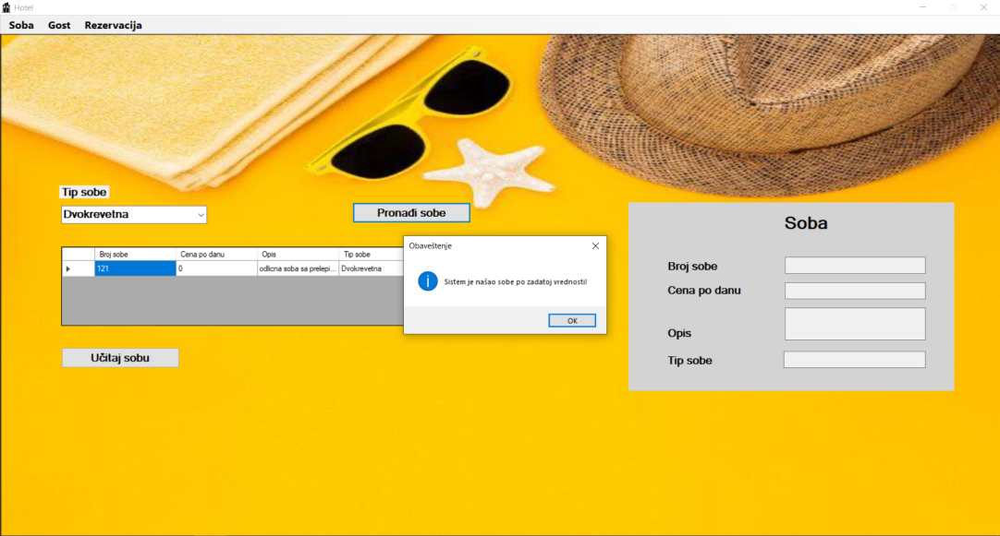 Hotel
Soba Gost Rezervacija
Tip sobe
Dvokrevetna
Pronađi sobe
Broj sobe Cena po danu Opis Tip sobe
121 0 odlicna soba sa prelepi... Dvokrevetna
Učitaj sobu
Obaveštenje
Sistem je našao sobe po zadatoj vrednosti!
OK
Soba
Broj sobe
Cena po danu
Opis
Tip sobe